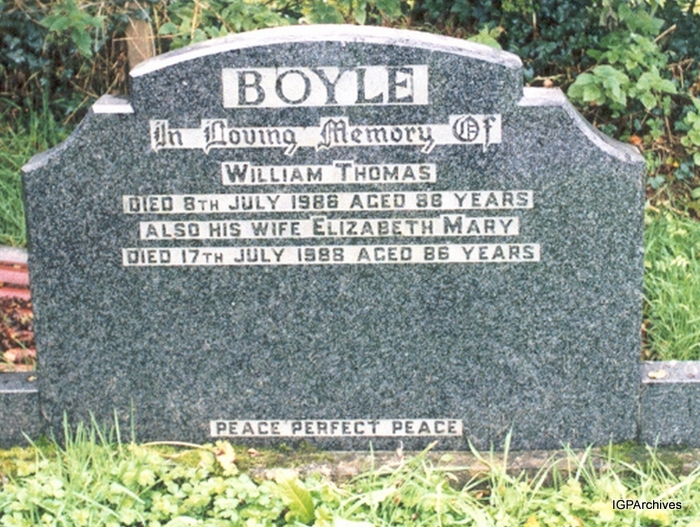 BOYLE
In Loving Memory Of
WILLIAM THOMAS
DIED 8TH JULY 1986 AGED 86 YEARS
ALSO HIS WIFE ELIZABETH MARY
DIED 17TH JULY 1988 AGED 86 YEARS
PEACE PERFECT PEACE
IGPArchives